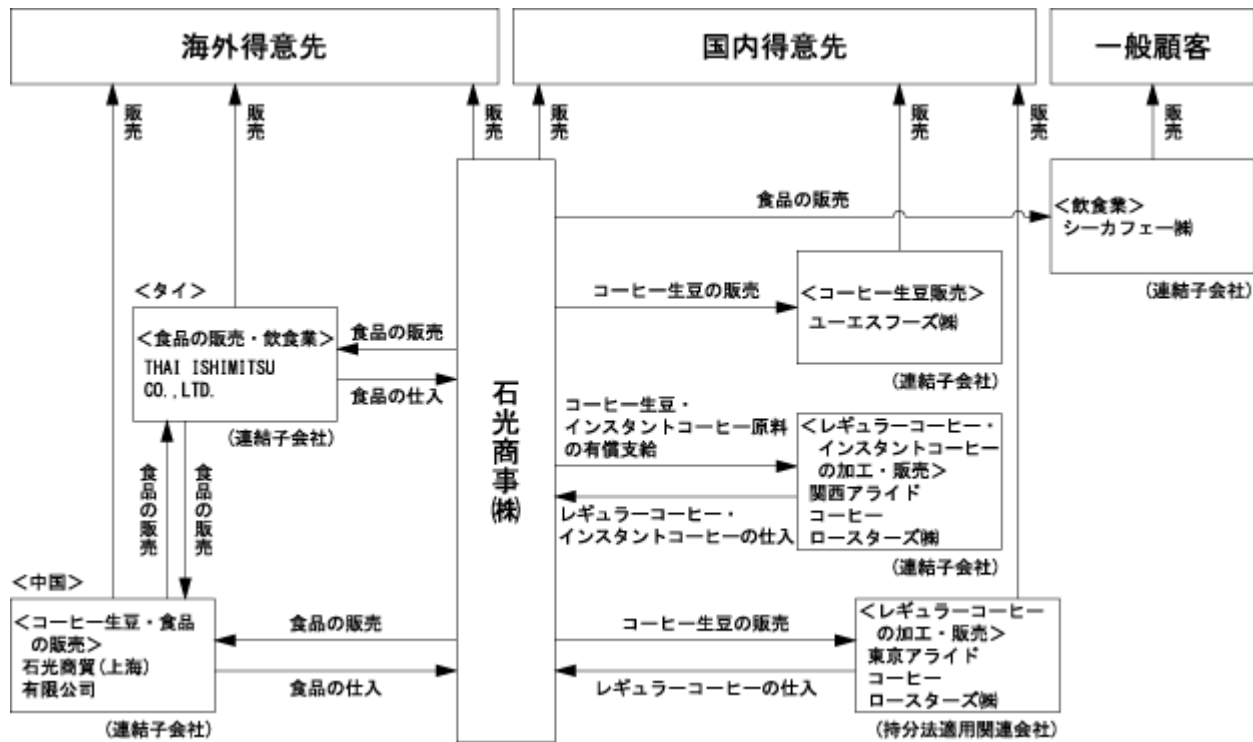 海外得意先
国内得意先
一般顧客
販売
販売
販売
販売
販売
販売
販売
食品の販売
<飲食業>
シーカフェー㈱
(連結子会社)
コーヒー生豆の販売
<コーヒー生豆販売>
ユーエスフーズ㈱
(連結子会社)
<タイ>
<食品の販売・飲食業>
THAI ISHIMITSU
CO.,LTD.
(連結子会社)
食品の販売
食品の仕入
石光商事㈱
コーヒー生豆・
インスタントコーヒー原料
の有償支給
レギュラーコーヒー・
インスタントコーヒーの仕入
<レギュラーコーヒー・
インスタントコーヒー
の加工・販売>
関西アライド
コーヒー
ロースターズ㈱
(連結子会社)
食品の販売
食品の販売
<中国>
<コーヒー生豆・食品
の販売>
石光商貿(上海)
有限公司
(連結子会社)
食品の販売
食品の仕入
コーヒー生豆の販売
レギュラーコーヒーの仕入
<レギュラーコーヒー
の加工・販売>
東京アライド
コーヒー
ロースターズ㈱
(持分法適用関連会社)